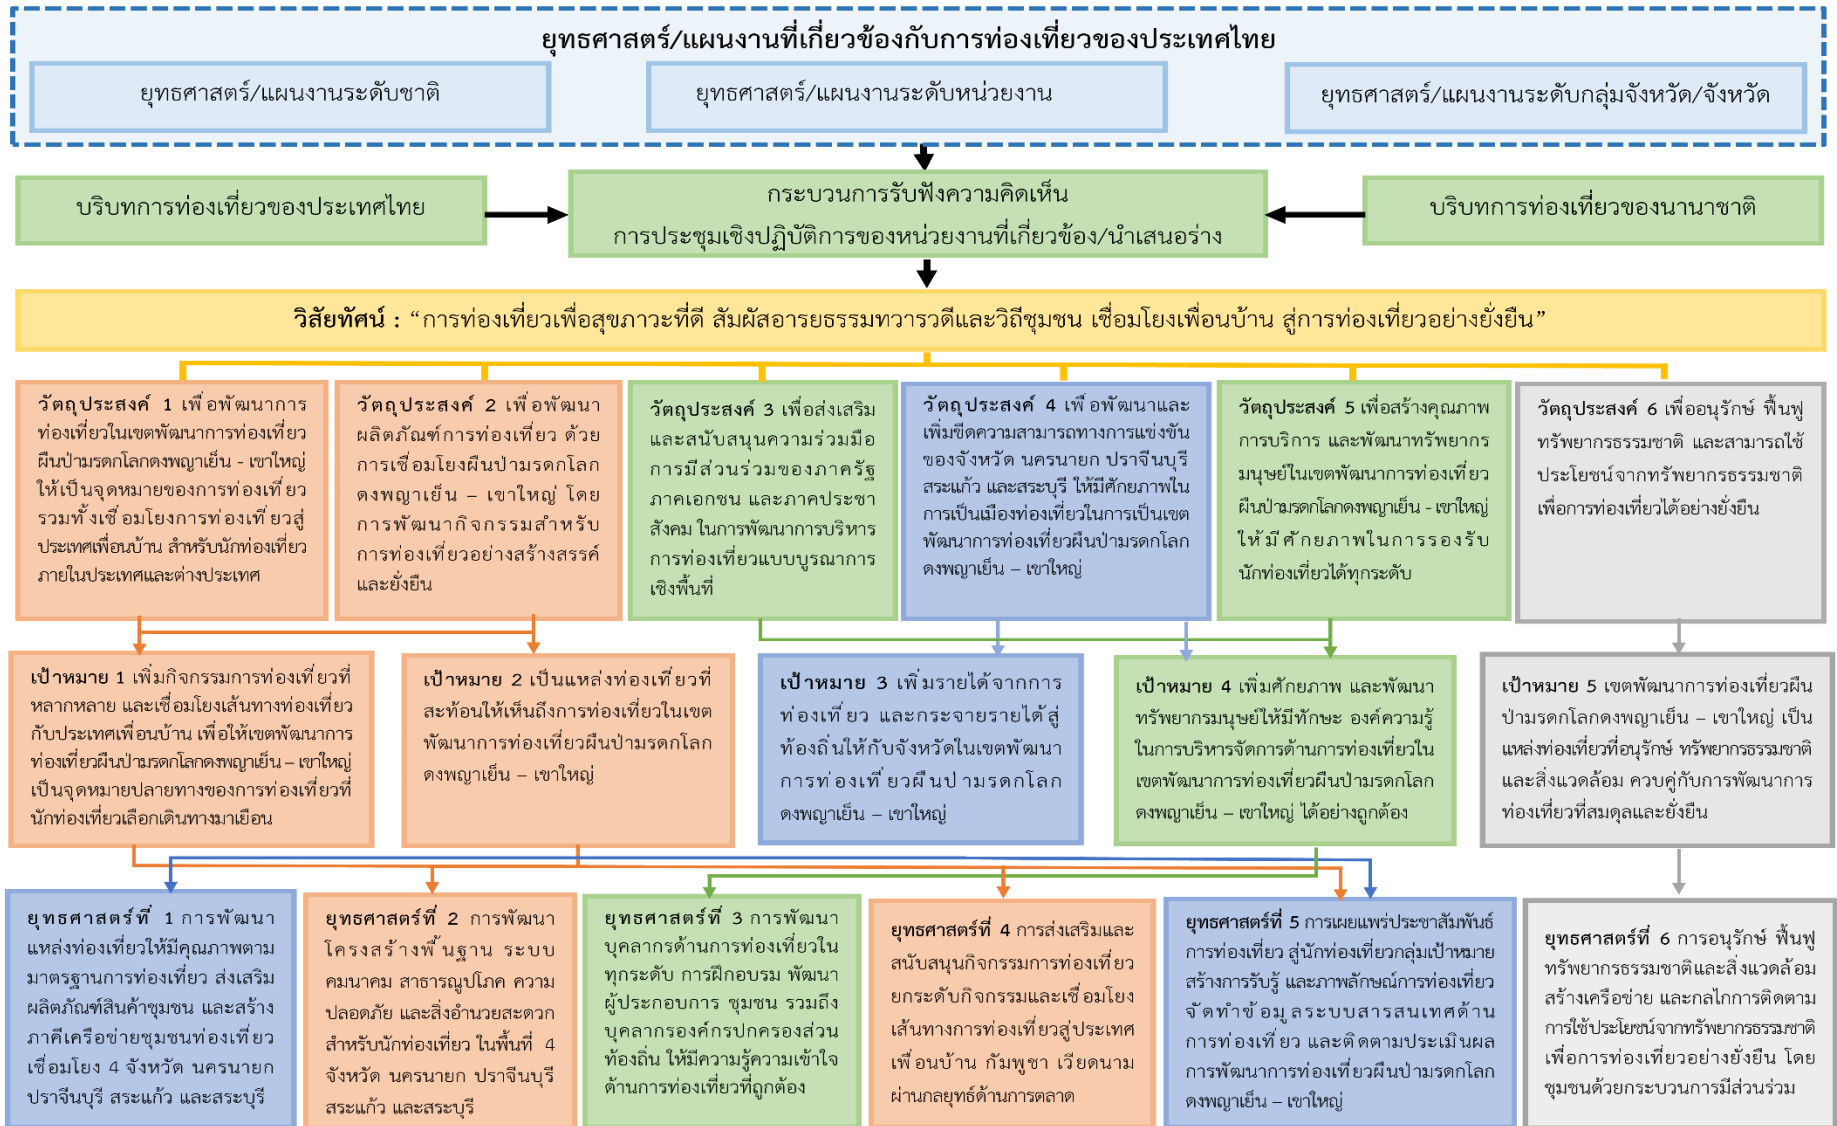 ยุทธศาสตร์/แผนงานที่เกี่ยวข้องกับการท่องเที่ยวของประเทศไทย
ยุทธศาสตร์/แผนงานระดับชาติ
ยุทธศาสตร์/แผนงานระดับหน่วยงาน
ยุทธศาสตร์/แผนงานระดับกลุ่มจังหวัด/จังหวัด
บริบทการท่องเที่ยวของประเทศไทย
กระบวนการรับฟังความคิดเห็น
การประชุมเชิงปฏิบัติการของหน่วยงานที่เกี่ยวข้อง/นำเสนอร่าง
บริบทการท่องเที่ยวของนานาชาติ
วิสัยทัศน์ : “การท่องเที่ยวเพื่อสุขภาวะที่ดี สัมผัสอารยธรรมทวารวดีและวิถีชุมชน เชื่อมโยงเพื่อนบ้าน สู่การท่องเที่ยวอย่างยั่งยืน”
วัตถุประสงค์ 1 เพื่อพัฒนาการ
ท่องเที่ยวในเขตพัฒนาการท่องเที่ยว
ผืนป่ามรดกโลกดงพญาเย็น - เขาใหญ่
ให้เป็นจุดหมายของการท่องเที่ยว
รวมทั้งเชื่อมโยงการท่องเที่ยวสู่
ประเทศเพื่อนบ้าน สำหรับนักท่องเที่ยว
ภายในประเทศและต่างประเทศ
วัตถุประสงค์ 2 เพื่อพัฒนา
ผลิตภัณฑ์การท่องเที่ยว ด้วย
การเชื่อมโยงผืนป่ามรดกโลก
ดงพญาเย็น – เขาใหญ่ โดย
การพัฒนากิจกรรมสำหรับ
การท่องเที่ยวอย่างสร้างสรรค์
และยั่งยืน
วัตถุประสงค์ 3 เพื่อส่งเสริม
และสนับสนุนความร่วมมือ
การมีส่วนร่วมของภาครัฐ
ภาคเอกชน และภาคประชา
สังคม ในการพัฒนาการบริหาร
การท่องเที่ยวแบบบูรณาการ
เชิงพื้นที่
วัตถุประสงค์ 4 เพื่อพัฒนาและ
เพิ่มขีดความสามารถทางการแข่งขัน
ของจังหวัด นครนายก ปราจีนบุรี
สระแก้ว และสระบุรี ให้มีศักยภาพใน
การเป็นเมืองท่องเที่ยวในการเป็นเขต
พัฒนาการท่องเที่ยวผืนป่ามรดกโลก
ดงพญาเย็น – เขาใหญ่
วัตถุประสงค์ 5 เพื่อสร้างคุณภาพ
การบริการ และพัฒนาทรัพยากร
มนุษย์ในเขตพัฒนาการท่องเที่ยว
ผืนป่ามรดกโลกดงพญาเย็น - เขาใหญ่
ให้มีศักยภาพในการรองรับ
นักท่องเที่ยวได้ทุกระดับ
วัตถุประสงค์ 6 เพื่ออนุรักษ์ ฟื้นฟู
ทรัพยากรธรรมชาติ และสามารถใช้
ประโยชน์จากทรัพยากรธรรมชาติ
เพื่อการท่องเที่ยวได้อย่างยั่งยืน
เป้าหมาย 1 เพิ่มกิจกรรมการท่องเที่ยวที่
หลากหลาย และเชื่อมโยงเส้นทางท่องเที่ยว
กับประเทศเพื่อนบ้าน เพื่อให้เขตพัฒนาการ
ท่องเที่ยวผืนป่ามรดกโลกดงพญาเย็น – เขาใหญ่
เป็นจุดหมายปลายทางของการท่องเที่ยวที่
นักท่องเที่ยวเลือกเดินทางมาเยือน
เป้าหมาย 2 เป็นแหล่งท่องเที่ยวที่
สะท้อนให้เห็นถึงการท่องเที่ยวในเขต
พัฒนาการท่องเที่ยวผืนป่ามรดกโลก
ดงพญาเย็น – เขาใหญ่
เป้าหมาย 3 เพิ่มรายได้จากการ
ท่องเที่ยว และกระจายรายได้สู่
ท้องถิ่นให้กับจังหวัดในเขตพัฒนา
การท่องเที่ยวผืนป่ามรดกโลก
ดงพญาเย็น – เขาใหญ่
เป้าหมาย 4 เพิ่มศักยภาพ และพัฒนา
ทรัพยากรมนุษย์ให้มีทักษะ องค์ความรู้
ในการบริหารจัดการด้านการท่องเที่ยวใน
เขตพัฒนาการท่องเที่ยวผืนป่ามรดกโลก
ดงพญาเย็น – เขาใหญ่ ได้อย่างถูกต้อง
เป้าหมาย 5 เขตพัฒนาการท่องเที่ยวผืน
ป่ามรดกโลกดงพญาเย็น – เขาใหญ่ เป็น
แหล่งท่องเที่ยวที่อนุรักษ์ ทรัพยากรธรรมชาติ
และสิ่งแวดล้อม ควบคู่กับการพัฒนาการ
ท่องเที่ยวที่สมดุลและยั่งยืน
ยุทธศาสตร์ที่ 1 การพัฒนา
แหล่งท่องเที่ยวให้มีคุณภาพตาม
มาตรฐานการท่องเที่ยว ส่งเสริม
ผลิตภัณฑ์สินค้าชุมชน และสร้าง
ภาคีเครือข่ายชุมชนท่องเที่ยว
เชื่อมโยง 4 จังหวัด นครนายก
ปราจีนบุรี สระแก้ว และสระบุรี
ยุทธศาสตร์ที่ 2 การพัฒนา
โครงสร้างพื้นฐาน ระบบ
คมนาคม สาธารณูปโภค ความ
ปลอดภัย และสิ่งอำนวยสะดวก
สำหรับนักท่องเที่ยว ในพื้นที่ 4
จังหวัด นครนายก ปราจีนบุรี
สระแก้ว และสระบุรี
ยุทธศาสตร์ที่ 3 การพัฒนา
บุคลากรด้านการท่องเที่ยวใน
ทุกระดับ การฝึกอบรม พัฒนา
ผู้ประกอบการ ชุมชน รวมถึง
บุคลากรองค์กรปกครองส่วน
ท้องถิ่น ให้มีความรู้ความเข้าใจ
ด้านการท่องเที่ยวที่ถูกต้อง
ยุทธศาสตร์ที่ 4 การส่งเสริมและ
สนับสนุนกิจกรรมการท่องเที่ยว
ยกระดับกิจกรรมและเชื่อมโยง
เส้นทางการท่องเที่ยวสู่ประเทศ
เพื่อนบ้าน กัมพูชา เวียดนาม
ผ่านกลยุทธ์ด้านการตลาด
ยุทธศาสตร์ที่ 5 การเผยแพร่ประชาสัมพันธ์
การท่องเที่ยว สู่นักท่องเที่ยวกลุ่มเป้าหมาย
สร้างการรับรู้ และภาพลักษณ์การท่องเที่ยว
จัดทำข้อมูลระบบสารสนเทศด้าน
การท่องเที่ยว และติดตามประเมินผล
การพัฒนาการท่องเที่ยวผืนป่ามรดกโลก
ดงพญาเย็น – เขาใหญ่
ยุทธศาสตร์ที่ 6 การอนุรักษ์ ฟื้นฟู
ทรัพยากรธรรมชาติและสิ่งแวดล้อม
สร้างเครือข่าย และกลไกการติดตาม
การใช้ประโยชน์จากทรัพยากรธรรมชาติ
เพื่อการท่องเที่ยวอย่างยั่งยืน โดย
ชุมชนด้วยกระบวนการมีส่วนร่วม